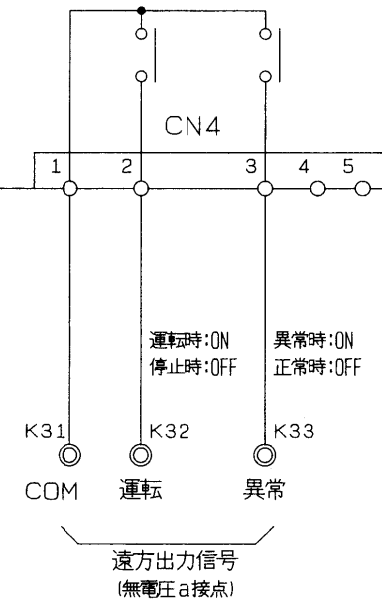 CN4
1 2 3 4 5
運転時:ON 異常時:ON
停止時:OFF 正常時:OFF
K31 K32 K33
COM 運転 異常
遠方出力信号
(無電圧a接点)